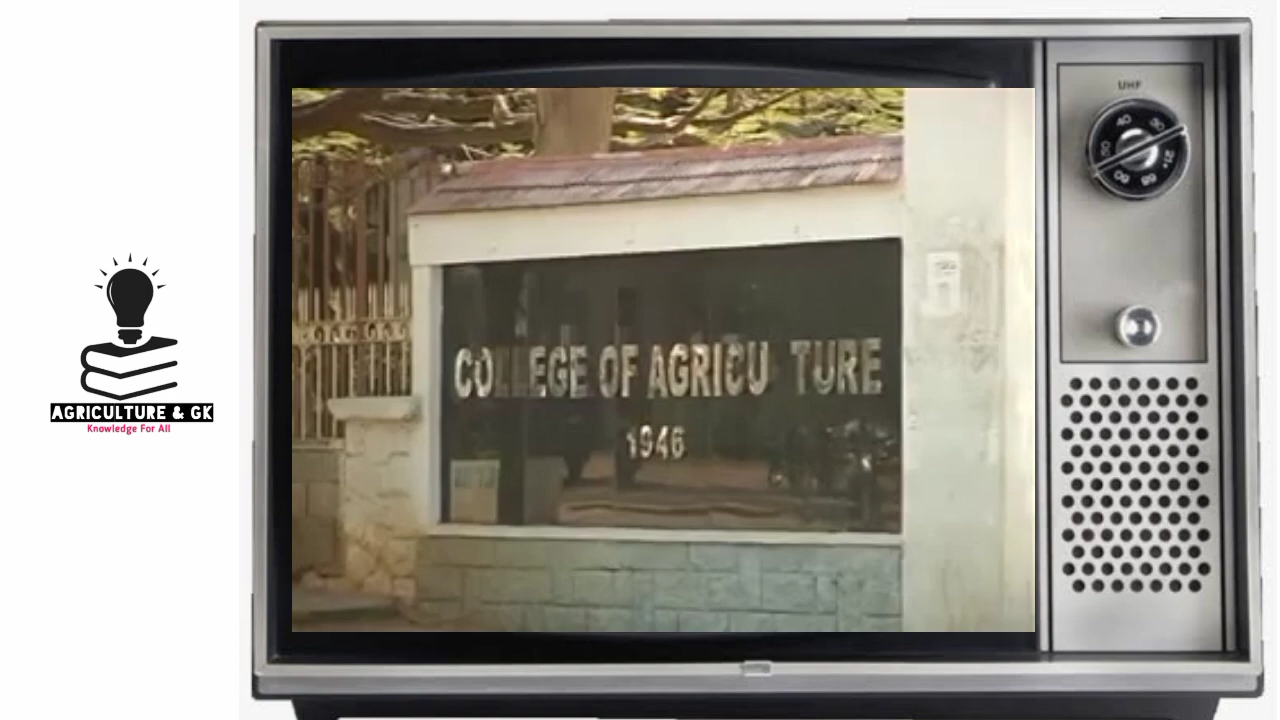 AGRICULTURE & GK
Knowledge For All
COLLEGE OF AGRICU TURE
1946
UHF